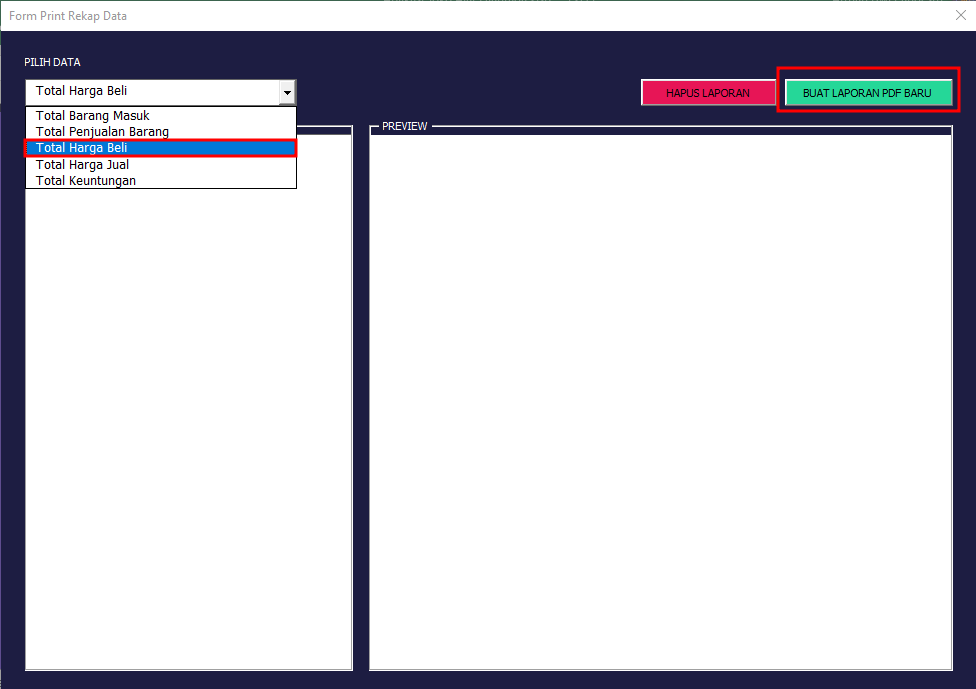 Form Print Rekap Data
PILIH DATA
Total Harga Beli
HAPUS LAPORAN
BUAT LAPORAN PDF BARU
Total Barang Masuk
Total Penjualan Barang
Total Harga Beli
Total Harga Jual
Total Keuntungan
PREVIEW